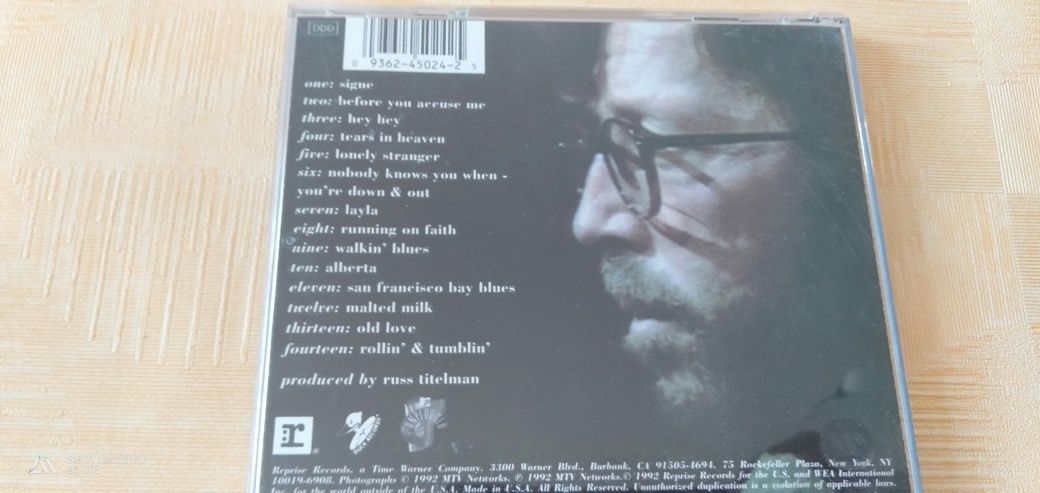 [DDD]
0 9362-45024-2 5
one: signe
two: before you accuse me
three: hey hey
four: tears in heaven
five: lonely stranger
six: nobody knows you when -
you're down & out
seven: layla
eight: running on faith
nine: walkin' blues
ten: alberta
eleven: san francisco bay blues
twelve: malted milk
thirteen: old love
fourteen: rollin' & tumblin'
produced by russ titelman
r
DUCK RECORDS
UNPLUGGED
Reprise Records, a Time Warner Company. 3300 Warner Blvd., Burbank, CA 91505-4694. 75 Rockefeller Plaza, New York, NY
10019-6908. Photographs © 1992 MTV Networks. ℗ 1992 MTV Networks. © 1992 Reprise Records for the U.S. and WEA International
Inc. for the world outside of the U.S.A. Made in U.S.A. All Rights Reserved. Unauthorized duplication is a violation of applicable laws.